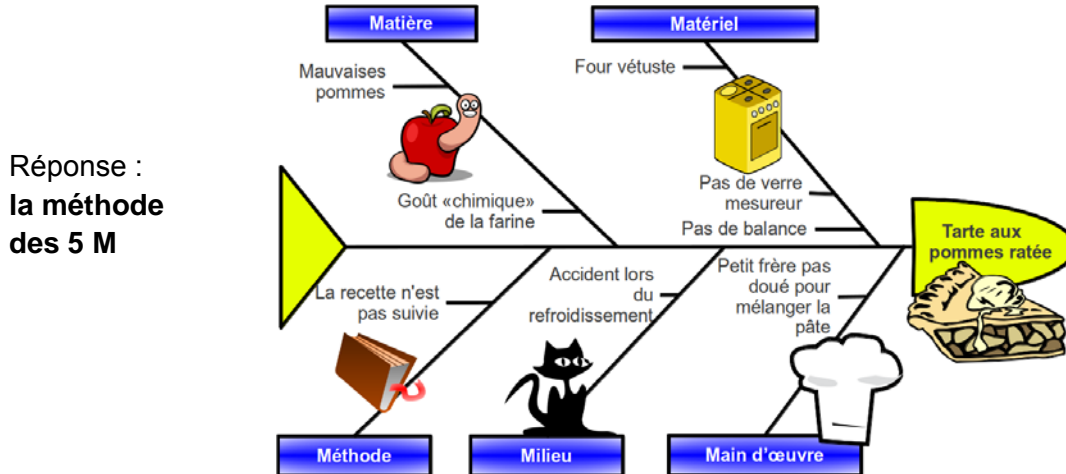 Réponse :
la méthode
des 5 M
Matière
Matériel
Mauvaises
pommes
Four vétuste
Goût «chimique»
de la farine
Pas de verre
mesureur
Pas de balance
Tarte aux
pommes ratée
La recette n'est
pas suivie
Accident lors
du
refroidissement
Petit frère pas
doué pour
mélanger la
pâte
Méthode
Milieu
Main d'œuvre